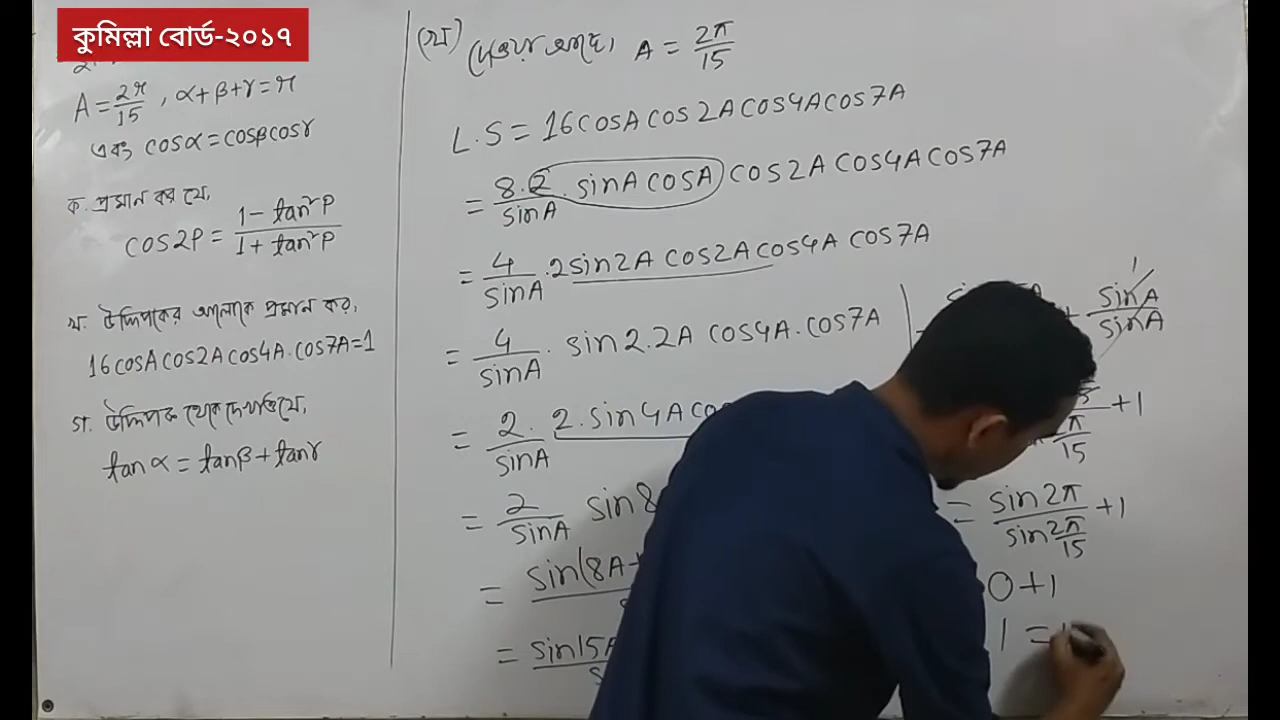 কুমিল্লা বোর্ড-২০১৭
A = 2π/15 , α+β+γ = π
এবং cosα = cosβcosγ
ক. প্রমান কর যে,
cos2P = (1 - tan²P)/(1 + tan²P)
খ. উদ্দিপকের আলোকে প্রমান কর,
16cosA cos2A cos4A. cos7A = 1
গ. উদ্দিপক থেকে দেখাও যে,
tanα = tanβ + tanγ
(খ) দেওয়া আছে, A = 2π/15
L.S = 16cosA cos2A cos4A cos7A
= 8.2/sinA . sinA cosA cos2A cos4A cos7A
= 4/sinA .2sin2A cos2A cos4A cos7A
= 4/sinA . sin2.2A cos4A. cos7A
= 2./sinA 2.sin4A
= 2/sinA sin8
= sin(8A+
= sin15A
+ sinA/sinA 1
π/15 +1
= sin2π/sin 2π/15 +1
0+1
1 =